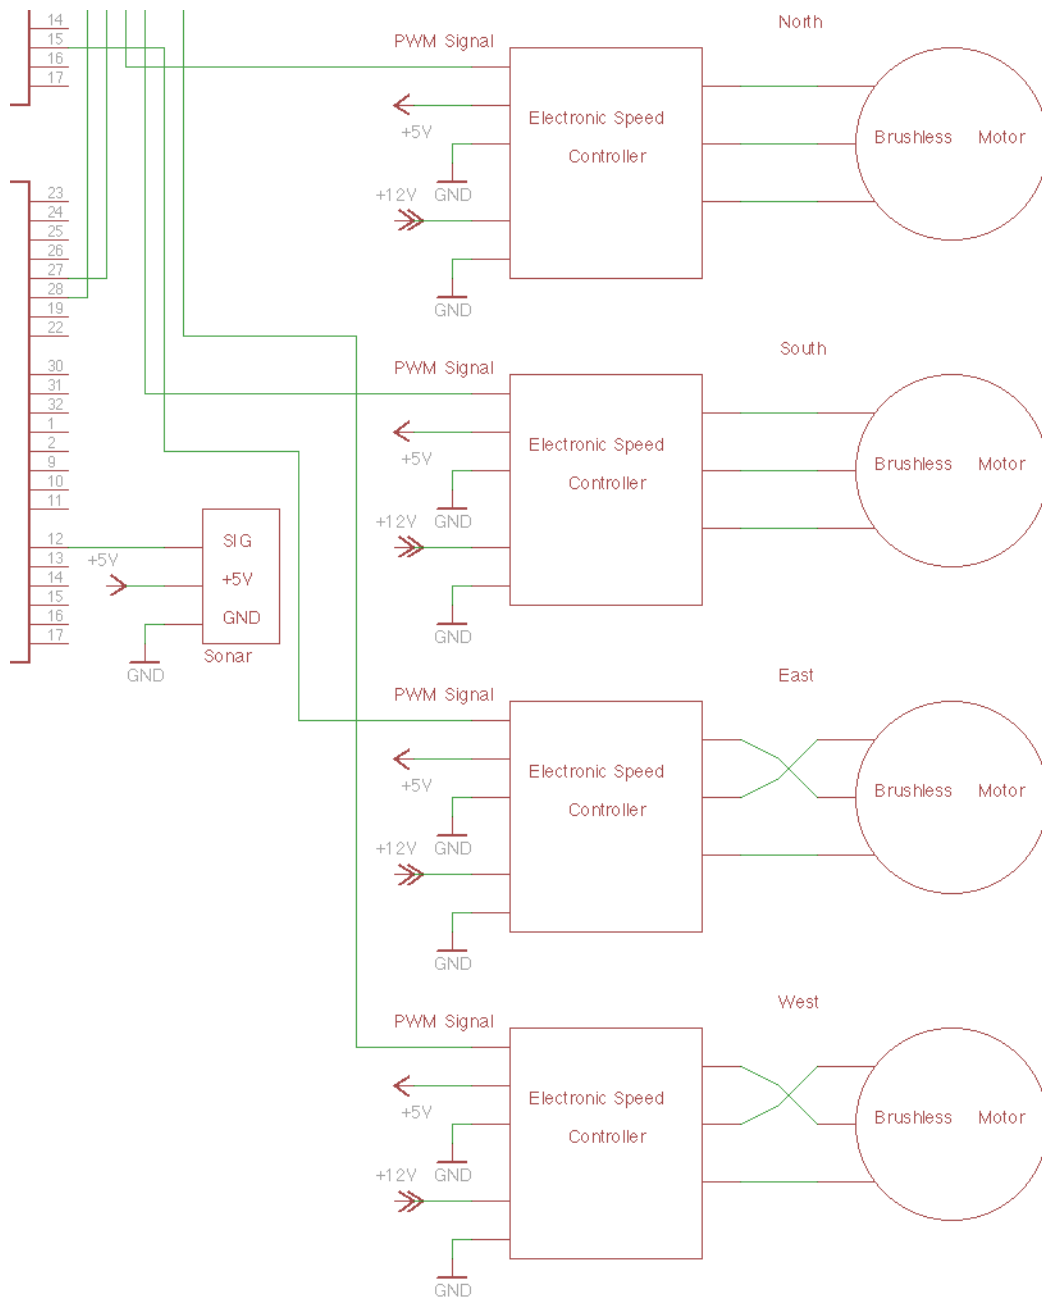 14
15
16
17
23
24
25
26
27
28
19
22
30
31
32
1
2
9
10
11
12
13
14
15
16
17
+5V
SIG
+5V
GND
Sonar
GND
North
PWM Signal
+5V
GND
+12V
GND
Electronic Speed
Controller
Brushless Motor
South
PWM Signal
+5V
GND
+12V
GND
Electronic Speed
Controller
Brushless Motor
East
PWM Signal
+5V
GND
+12V
GND
Electronic Speed
Controller
Brushless Motor
West
PWM Signal
+5V
GND
+12V
GND
Electronic Speed
Controller
Brushless Motor